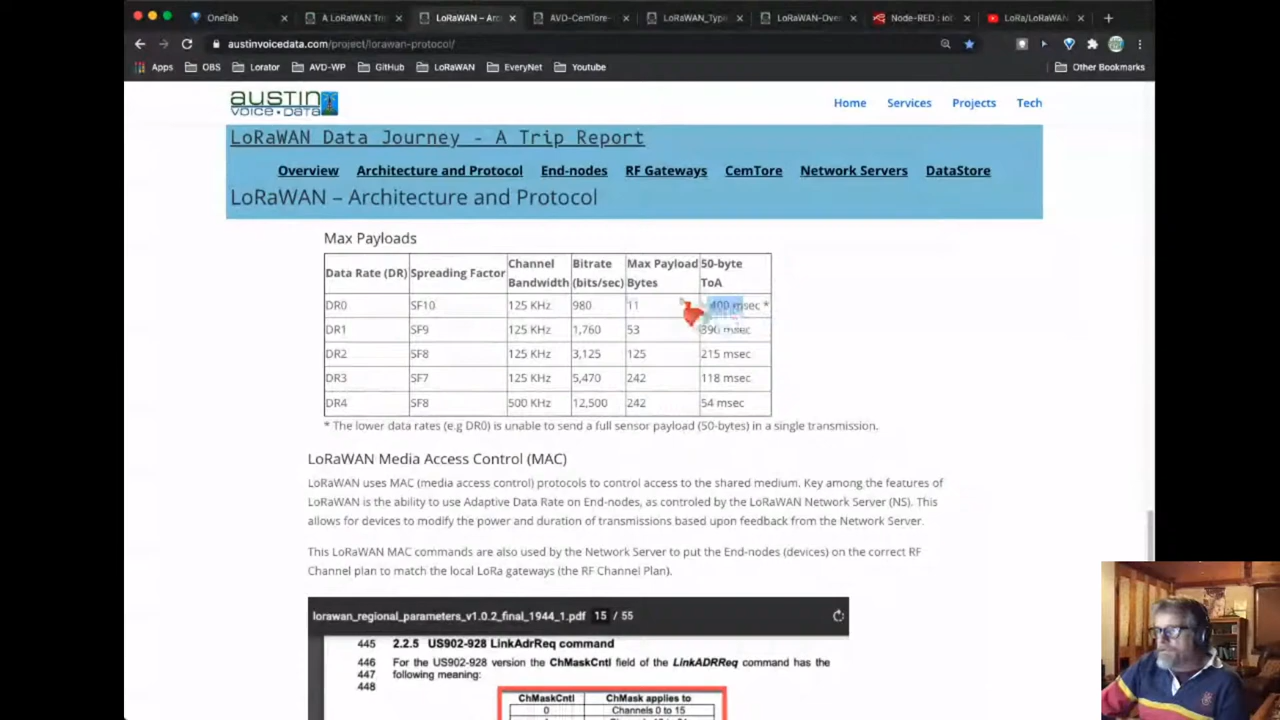 OneTab
A LoRaWAN Tri
LoRaWAN – Arc
AVD-CemTore-
LoRaWAN_Typi
LoRaWAN-Over
Node-RED : iol
LoRa/LoRaWAN
austinvoicedata.com/project/lorawan-protocol/
Apps OBS Lorator AVD-WP GitHub LoRaWAN EveryNet Youtube Other Bookmarks
AUSTIN
VOICE•DATA
Home Services Projects Tech
LoRaWAN Data Journey - A Trip Report
Overview Architecture and Protocol End-nodes RF Gateways CemTore Network Servers DataStore
LoRaWAN – Architecture and Protocol
Max Payloads
Data Rate (DR) Spreading Factor Channel Bandwidth Bitrate (bits/sec) Max Payload Bytes 50-byte ToA
DR0 SF10 125 KHz 980 11 400 msec *
DR1 SF9 125 KHz 1,760 53 390 msec
DR2 SF8 125 KHz 3,125 125 215 msec
DR3 SF7 125 KHz 5,470 242 118 msec
DR4 SF8 500 KHz 12,500 242 54 msec
* The lower data rates (e.g DR0) is unable to send a full sensor payload (50-bytes) in a single transmission.
LoRaWAN Media Access Control (MAC)
LoRaWAN uses MAC (media access control) protocols to control access to the shared medium. Key among the features of
LoRaWAN is the ability to use Adaptive Data Rate on End-nodes, as controled by the LoRaWAN Network Server (NS). This
allows for devices to modify the power and duration of transmissions based upon feedback from the Network Server.
This LoRaWAN MAC commands are also used by the Network Server to put the End-nodes (devices) on the correct RF
Channel plan to match the local LoRa gateways (the RF Channel Plan).
lorawan_regional_parameters_v1.0.2_final_1944_1.pdf 15 / 55
445 2.2.5 US902-928 LinkAdrReq command
446 For the US902-928 version the ChMaskCntl field of the LinkADRReq command has the
447 following meaning:
448
ChMaskCntl ChMask applies to
0 Channels 0 to 15